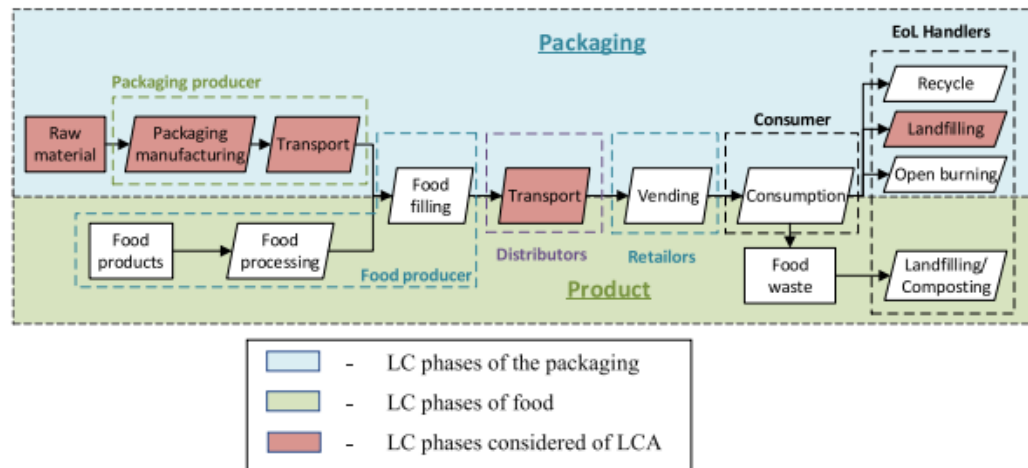 Packaging
EoL Handlers
Packaging producer
Recycle
Consumer
Raw
material
Packaging
manufacturing
Transport
Landfilling
Food
filling
Transport
Vending
Consumption
Open burning
Food
products
Food
processing
Food producer
Distributors
Retailors
Food
waste
Landfilling/
Composting
Product
- LC phases of the packaging
- LC phases of food
- LC phases considered of LCA